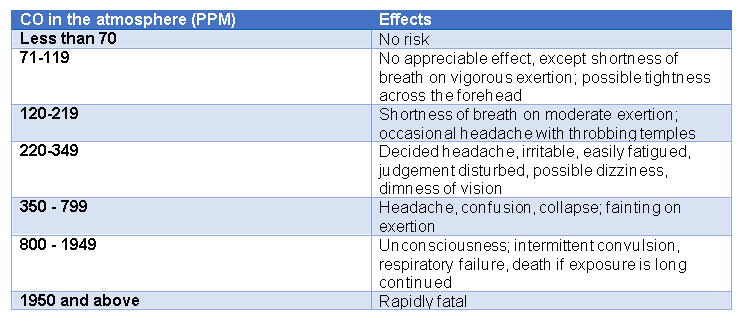 CO in the atmosphere (PPM) Effects
Less than 70 No risk
71-119 No appreciable effect, except shortness of
breath on vigorous exertion; possible tightness
across the forehead
120-219 Shortness of breath on moderate exertion;
occasional headache with throbbing temples
220-349 Decided headache, irritable, easily fatigued,
judgement disturbed, possible dizziness,
dimness of vision
350 - 799 Headache, confusion, collapse; fainting on
exertion
800 - 1949 Unconsciousness; intermittent convulsion,
respiratory failure, death if exposure is long
continued
1950 and above Rapidly fatal